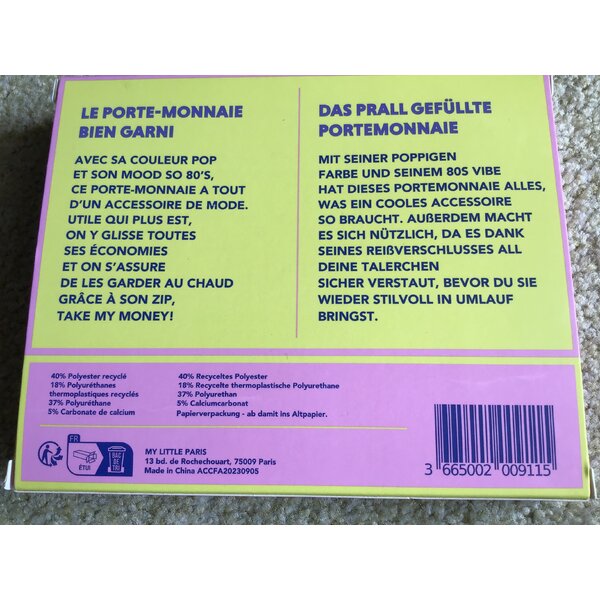 LE PORTE-MONNAIE
BIEN GARNI
AVEC SA COULEUR POP
ET SON MOOD SO 80'S,
CE PORTE-MONNAIE A TOUT
D'UN ACCESSOIRE DE MODE.
UTILE QUI PLUS EST,
ON Y GLISSE TOUTES
SES ÉCONOMIES
ET ON S'ASSURE
DE LES GARDER AU CHAUD
GRÂCE À SON ZIP,
TAKE MY MONEY!
DAS PRALL GEFÜLLTE
PORTEMONNAIE
MIT SEINER POPPIGEN
FARBE UND SEINEM 80S VIBE
HAT DIESES PORTEMONNAIE ALLES,
WAS EIN COOLES ACCESSOIRE
SO BRAUCHT. AUẞERDEM MACHT
ES SICH NÜTZLICH, DA ES DANK
SEINES REIẞVERSCHLUSSES ALL
DEINE TALERCHEN
SICHER VERSTAUT, BEVOR DU SIE
WIEDER STILVOLL IN UMLAUF
BRINGST.
40% Polyester recyclé
18% Polyuréthanes
thermoplastiques recyclés
37% Polyuréthane
5% Carbonate de calcium
40% Recyceltes Polyester
18% Recycelte thermoplastische Polyurethane
37% Polyurethan
5% Calciumcarbonat
Papierverpackung - ab damit ins Altpapier.
FR
ÉTUI
BAC
DE
TRI
MY LITTLE PARIS
13 bd. de Rochechouart, 75009 Paris
Made in China ACCFA20230905
3 665002 009115